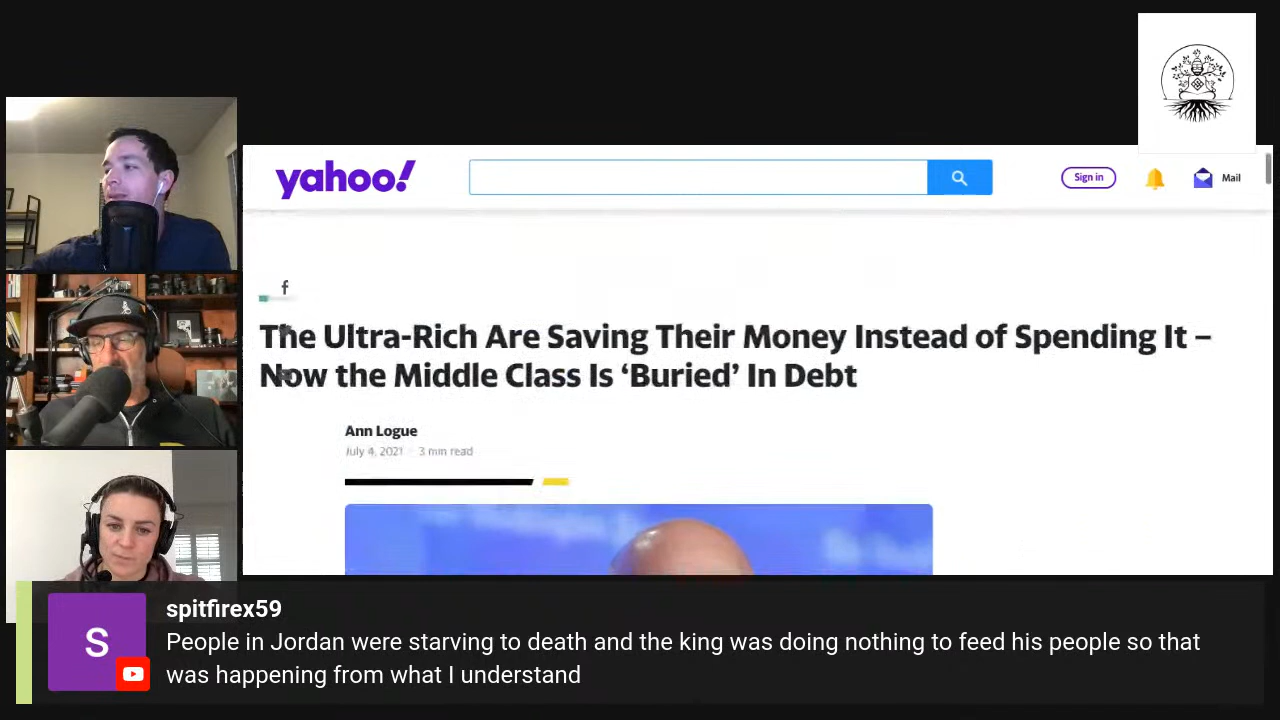 yahoo!
Sign in
Mail
The Ultra-Rich Are Saving Their Money Instead of Spending It –
Now the Middle Class Is ‘Buried’ In Debt
Ann Logue
July 4, 2021 · 3 min read
S
spitfirex59
People in Jordan were starving to death and the king was doing nothing to feed his people so that
was happening from what I understand